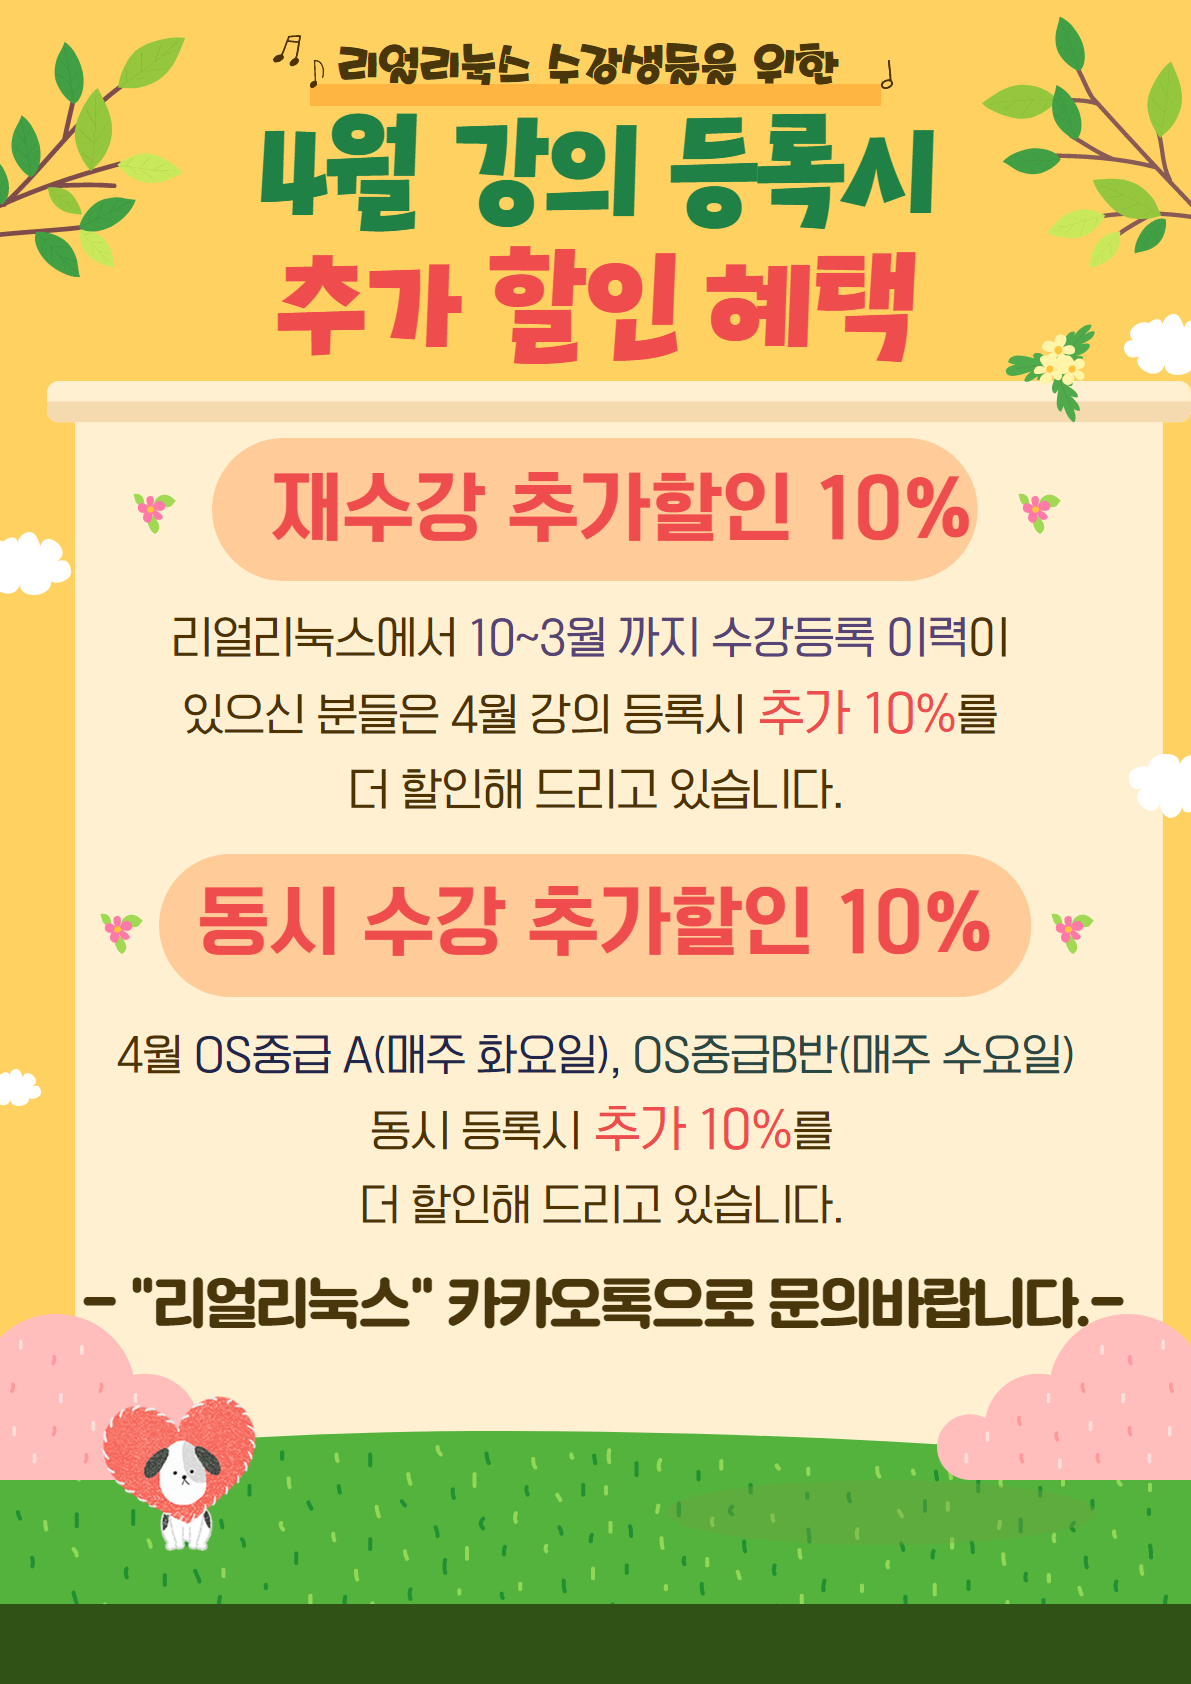 리얼리눅스 수강생들을 위한
4월 강의 등록시
추가 할인 혜택
재수강 추가할인 10%
리얼리눅스에서 10~3월 까지 수강등록 이력이
있으신 분들은 4월 강의 등록시 추가 10%를
더 할인해 드리고 있습니다.
동시 수강 추가할인 10%
4월 OS중급 A(매주 화요일), OS중급B반(매주 수요일)
동시 등록시 추가 10%를
더 할인해 드리고 있습니다.
- "리얼리눅스" 카카오톡으로 문의바랍니다.-